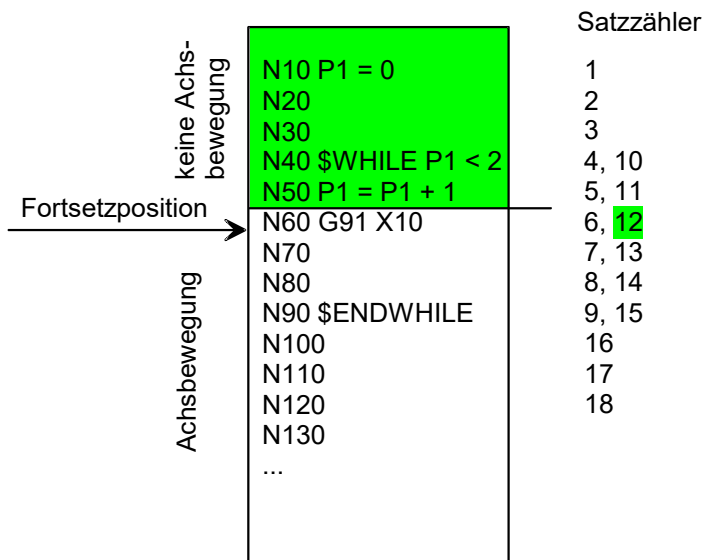 Satzzähler
keine Achs-
bewegung
N10 P1 = 0 1
N20 2
N30 3
N40 $WHILE P1 < 2 4, 10
N50 P1 = P1 + 1 5, 11
Fortsetzposition
N60 G91 X10 6, 12
N70 7, 13
N80 8, 14
N90 $ENDWHILE 9, 15
N100 16
N110 17
N120 18
N130
...
Achsbewegung